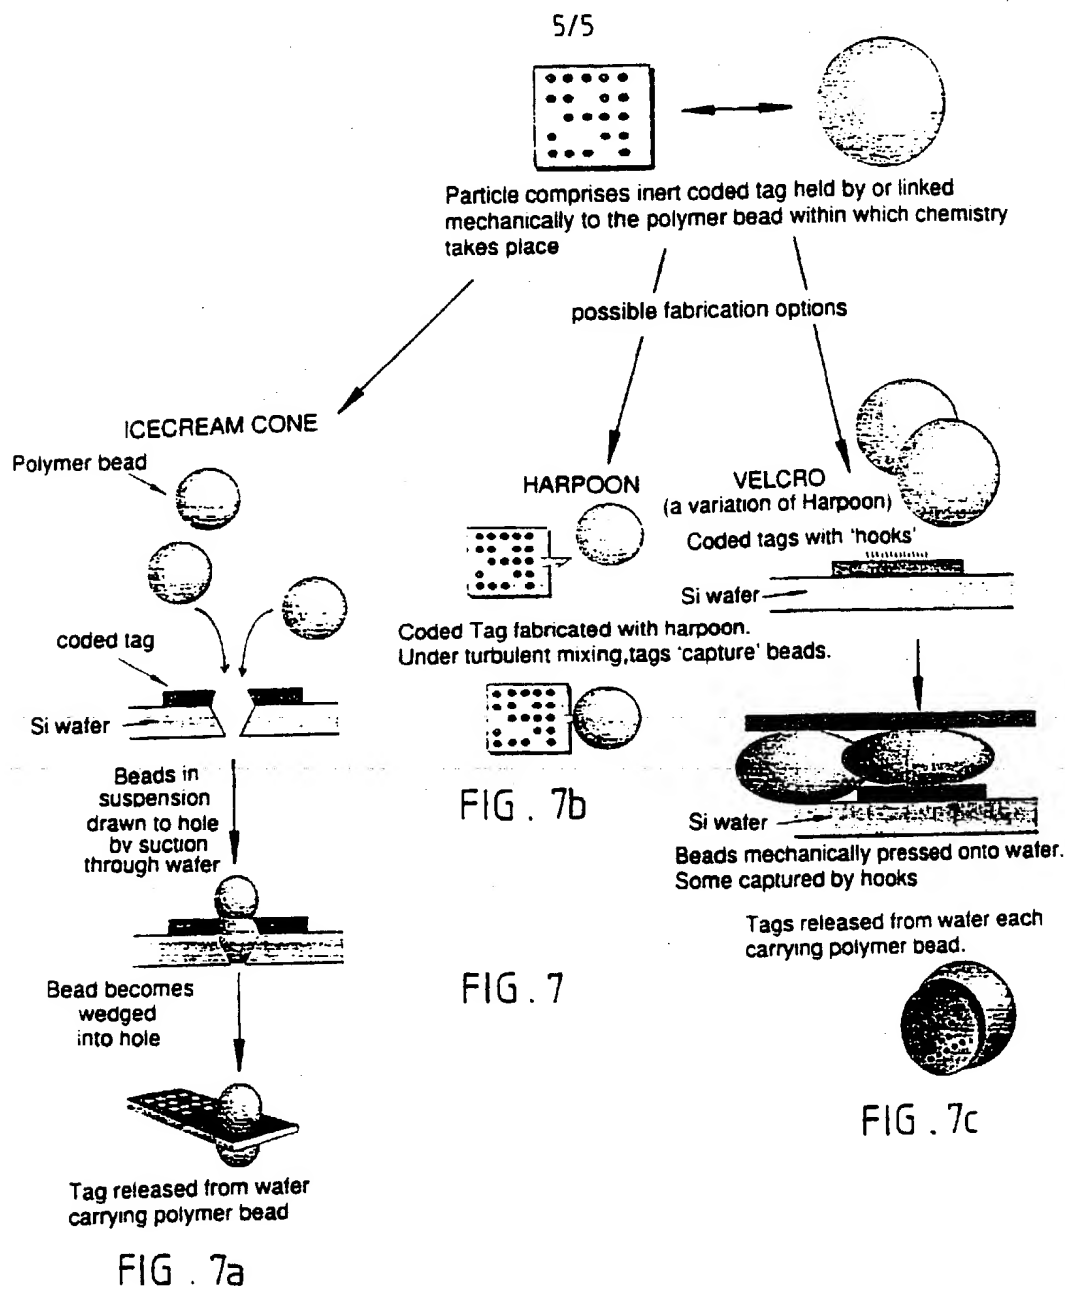 5/5
Particle comprises inert coded tag held by or linked
mechanically to the polymer bead within which chemistry
takes place
possible fabrication options
ICECREAM CONE
Polymer bead
coded tag
Si wafer
Beads in
suspension
drawn to hole
by suction
through wafer
Bead becomes
wedged
into hole
Tag released from wafer
carrying polymer bead
FIG. 7a
HARPOON
Coded Tag fabricated with harpoon.
Under turbulent mixing,tags 'capture' beads.
FIG. 7b
VELCRO
(a variation of Harpoon)
Coded tags with 'hooks'
Si wafer
Si wafer
Beads mechanically pressed onto wafer.
Some captured by hooks
Tags released from wafer each
carrying polymer bead.
FIG. 7c
FIG. 7